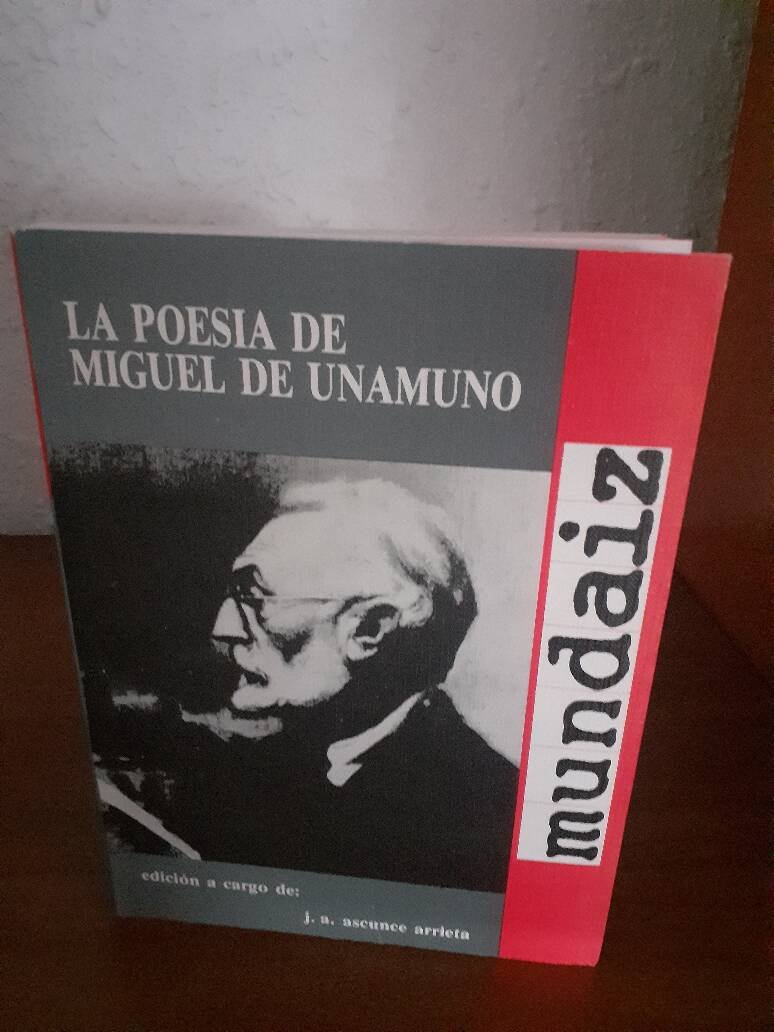 LA POESIA DE
MIGUEL DE UNAMUNO
mundaiz
edición a cargo de:
j. a. ascunce arrieta